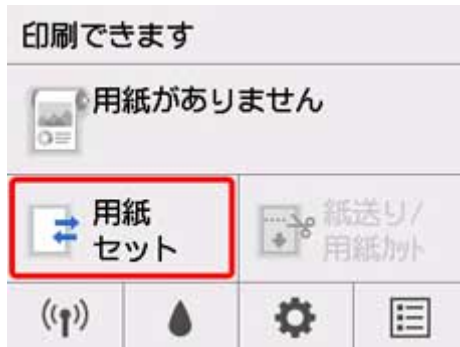 印刷できます
用紙がありません
用紙
セット
紙送り/
用紙ｶｯﾄ